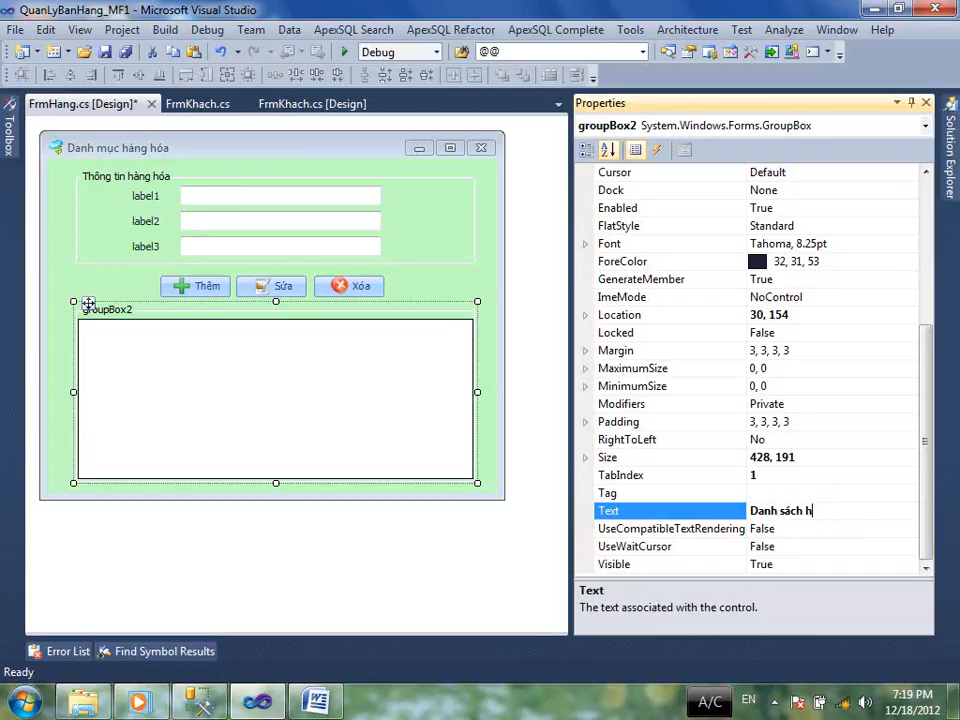 QuanLyBanHang_MF1 - Microsoft Visual Studio
File Edit View Project Build Debug Team Data ApexSQL Search ApexSQL Refactor ApexSQL Complete Tools Architecture Test Analyze Window Help
Debug @@
FrmHang.cs [Design]* FrmKhach.cs FrmKhach.cs [Design]
Toolbox
Danh mục hàng hóa
Thông tin hàng hóa
label1
label2
label3
Thêm Sửa Xóa
groupBox2
Properties
groupBox2 System.Windows.Forms.GroupBox
Cursor Default
Dock None
Enabled True
FlatStyle Standard
Font Tahoma, 8.25pt
ForeColor 32, 31, 53
GenerateMember True
ImeMode NoControl
Location 30, 154
Locked False
Margin 3, 3, 3, 3
MaximumSize 0, 0
MinimumSize 0, 0
Modifiers Private
Padding 3, 3, 3, 3
RightToLeft No
Size 428, 191
TabIndex 1
Tag
Text Danh sách h
UseCompatibleTextRendering False
UseWaitCursor False
Visible True
Text
The text associated with the control.
Solution Explorer
Error List Find Symbol Results
Ready
A/C EN 7:19 PM
12/18/2012